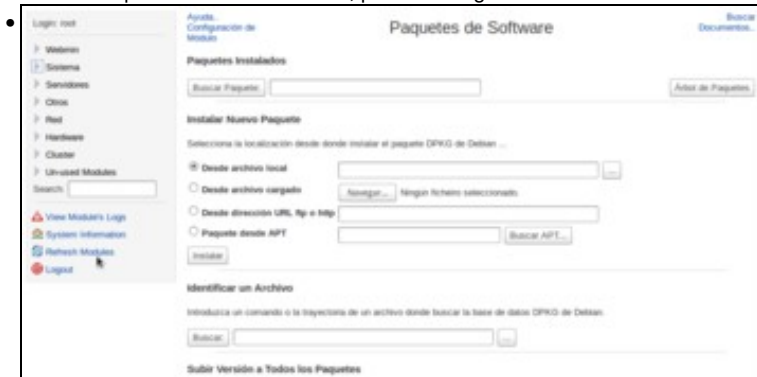 Login: root
Webmin
Sistema
Servidores
Otros
Red
Hardware
Cluster
Un-used Modules
Search:
View Module's Logs
System Information
Refresh Modules
Logout
Ayuda..
Configuración de
Módulo
Paquetes de Software
Buscar
Documentos..
Paquetes Instalados
Buscar Paquete:
Árbol de Paquetes
Instalar Nuevo Paquete
Selecciona la localización desde donde instalar el paquete DPKG de Debian ...
Desde archivo local
...
Desde archivo cargado
Navegar... Ningún fichero seleccionado.
Desde dirección URL ftp o http
Paquete desde APT
Buscar APT...
Instalar
Identificar un Archivo
Introduzca un comando o la trayectoria de un archivo donde buscar la base de datos DPKG de Debian.
Buscar:
...
Subir Versión a Todos los Paquetes